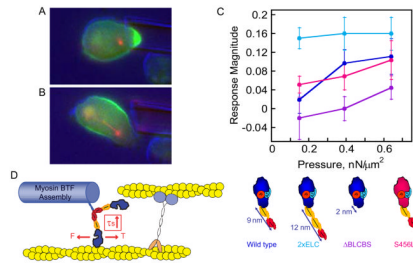 A
B
C
Response Magnitude
0.16
0.12
0.08
0.04
0
-0.04
0 0.2 0.4 0.6 0.8
Pressure, nN/μm²
D
Myosin BTF
Assembly
τs
F
T
9 nm
12 nm
2 nm
Wild type
2xELC
ΔBLCBS
S456L